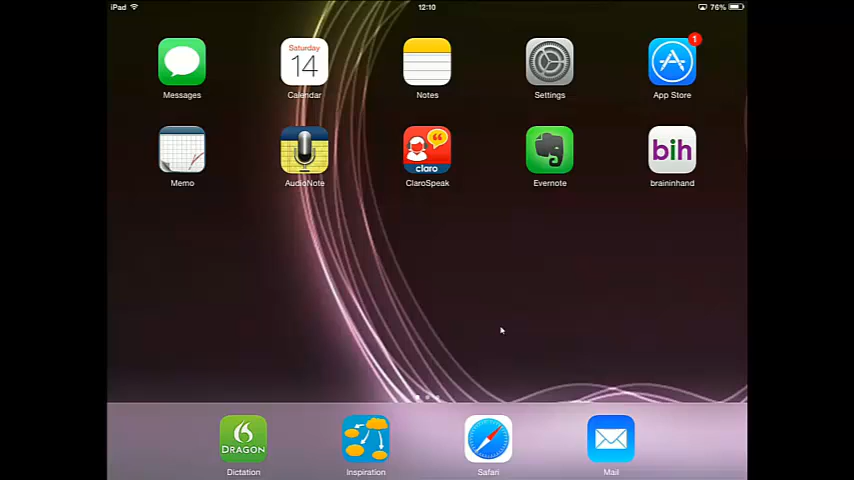 iPad 12:10 76%
Saturday
14
1
Messages Calendar Notes Settings App Store
claro bih
Memo AudioNote ClaroSpeak Evernote braininhand
DRAGON
Dictation Inspiration Safari Mail